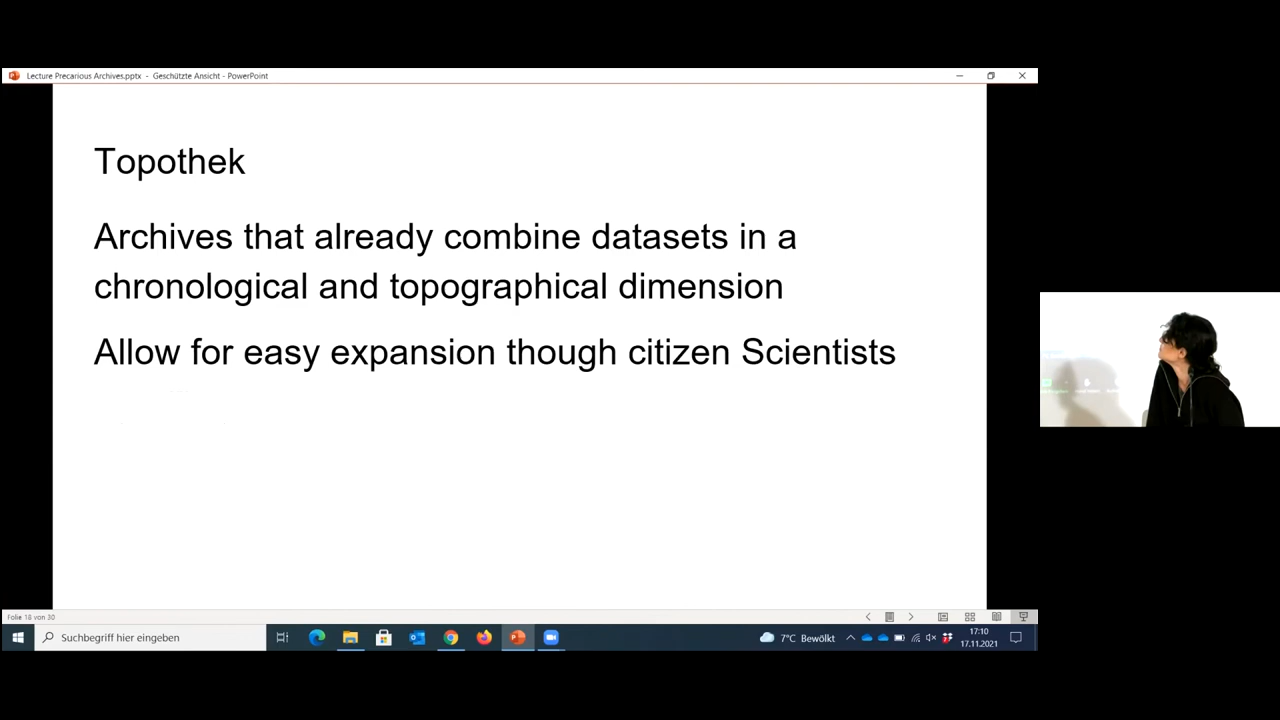 Lecture Precarious Archives.pptx - Geschützte Ansicht - PowerPoint
Topothek
Archives that already combine datasets in a
chronological and topographical dimension
Allow for easy expansion though citizen Scientists
Folie 18 von 30
Suchbegriff hier eingeben
7°C Bewölkt
17:10
17.11.2021